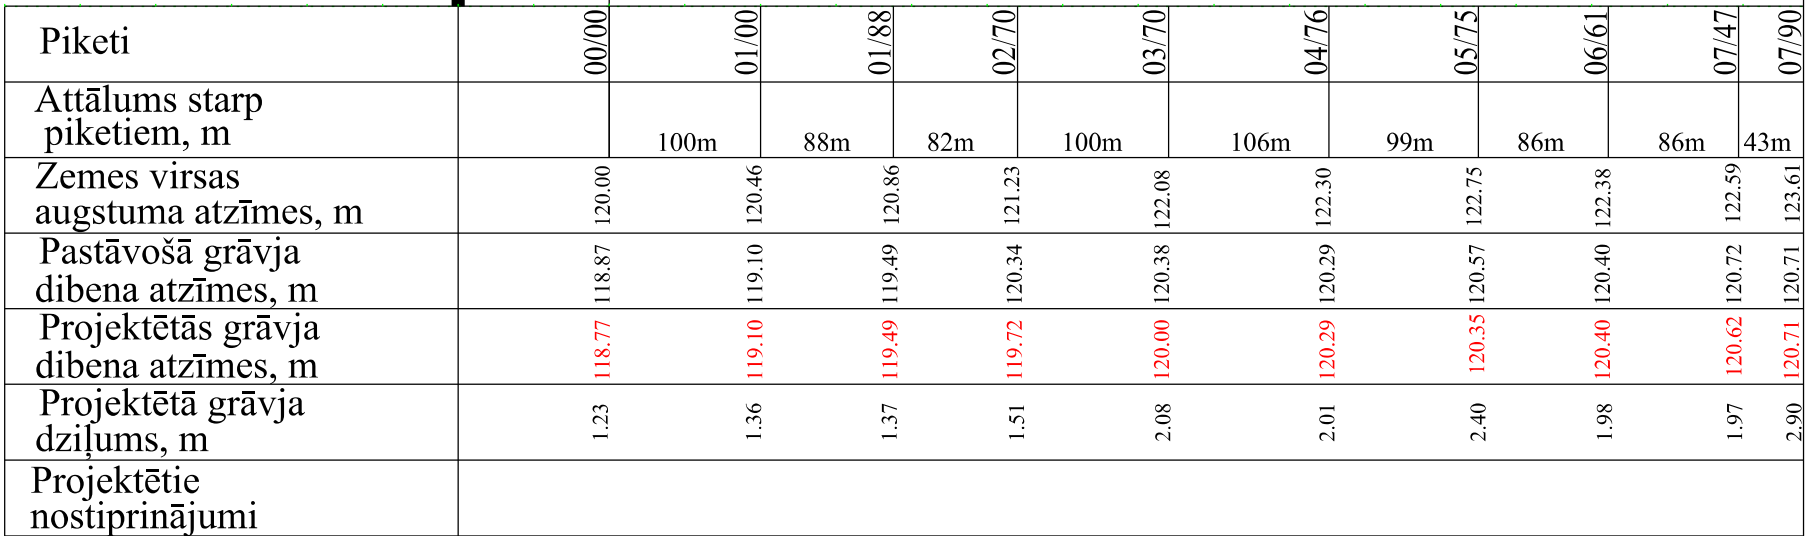 Piketi 00/00 01/00 01/88 02/70 03/70 04/76 05/75 06/61 07/47 07/90
Attālums starp
piketiem, m 100m 88m 82m 100m 106m 99m 86m 86m 43m
Zemes virsas
augstuma atzīmes, m 120.00 120.46 120.86 121.23 122.08 122.30 122.75 122.38 122.59 123.61
Pastāvošā grāvja
dibena atzīmes, m 118.87 119.10 119.49 120.34 120.38 120.29 120.57 120.40 120.72 120.71
Projektētās grāvja
dibena atzīmes, m 118.77 119.10 119.49 119.72 120.00 120.29 120.35 120.40 120.62 120.71
Projektētā grāvja
dziļums, m 1.23 1.36 1.37 1.51 2.08 2.01 2.40 1.98 1.97 2.90
Projektētie
nostiprinājumi